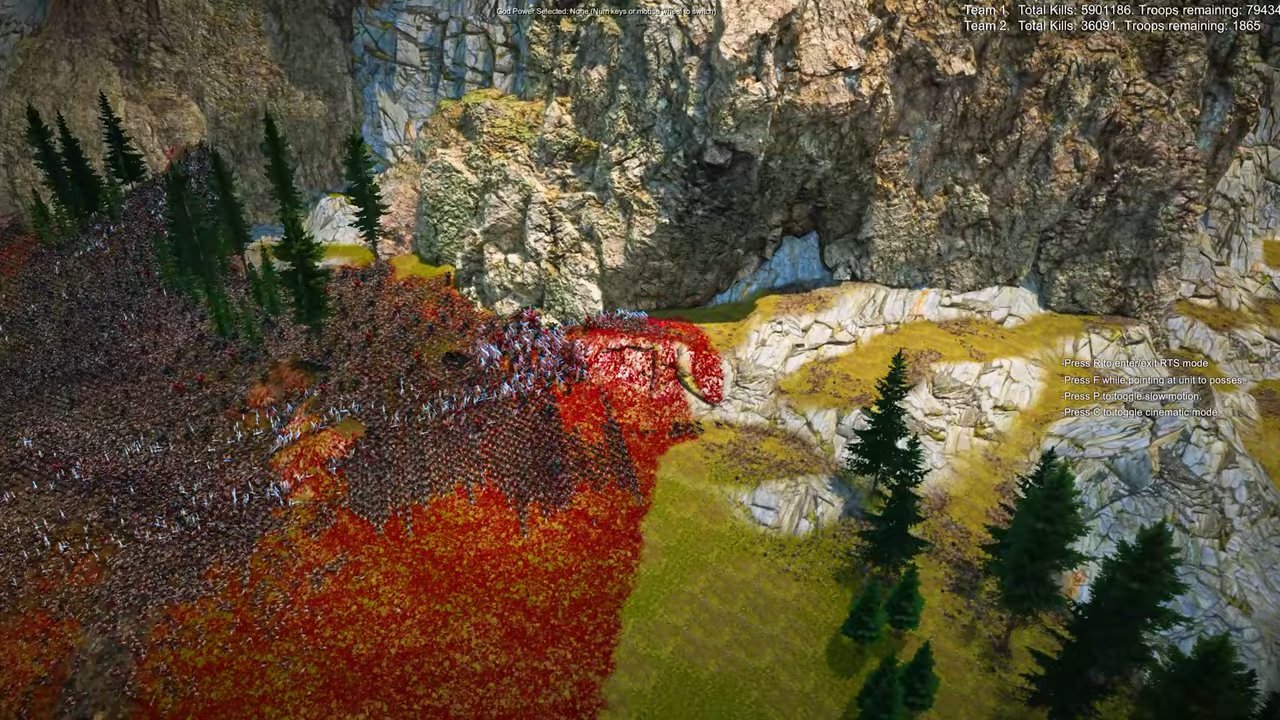 God Power Selected: None (Num keys or mouse wheel to switch)
Team 1. Total Kills: 5901186. Troops remaining: 79434
Team 2. Total Kills: 36091. Troops remaining: 1865
-Press R to enter/exit RTS mode
-Press F while pointing at unit to posses.
-Press P to toggle slow motion.
-Press C to toggle cinematic mode.